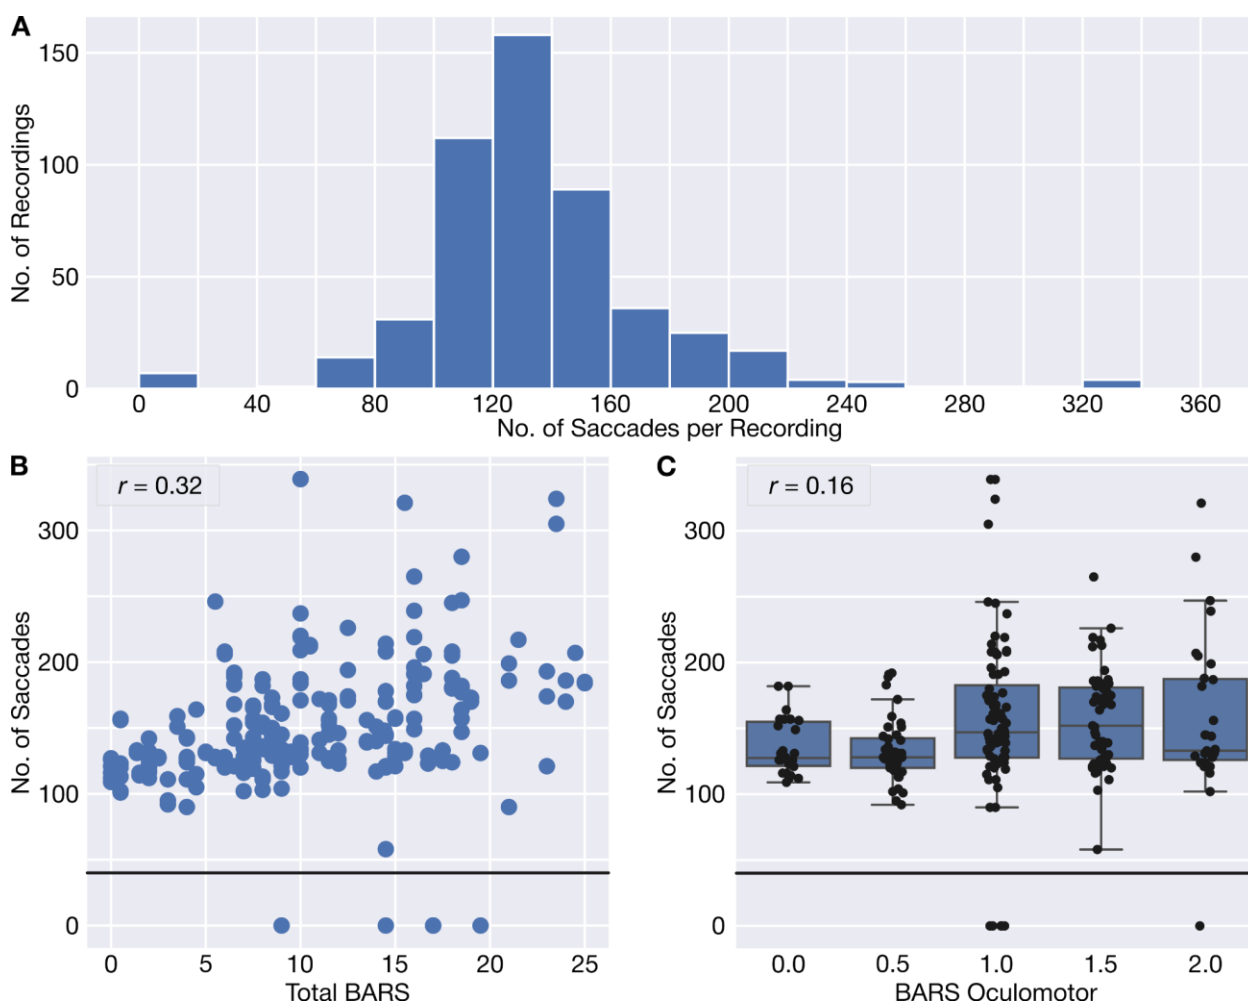 A
150
100
50
0
No. of Recordings
0 40 80 120 160 200 240 280 320 360
No. of Saccades per Recording
B
r = 0.32
300
200
100
0
No. of Saccades
0 5 10 15 20 25
Total BARS
C
r = 0.16
300
200
100
0
No. of Saccades
0.0 0.5 1.0 1.5 2.0
BARS Oculomotor